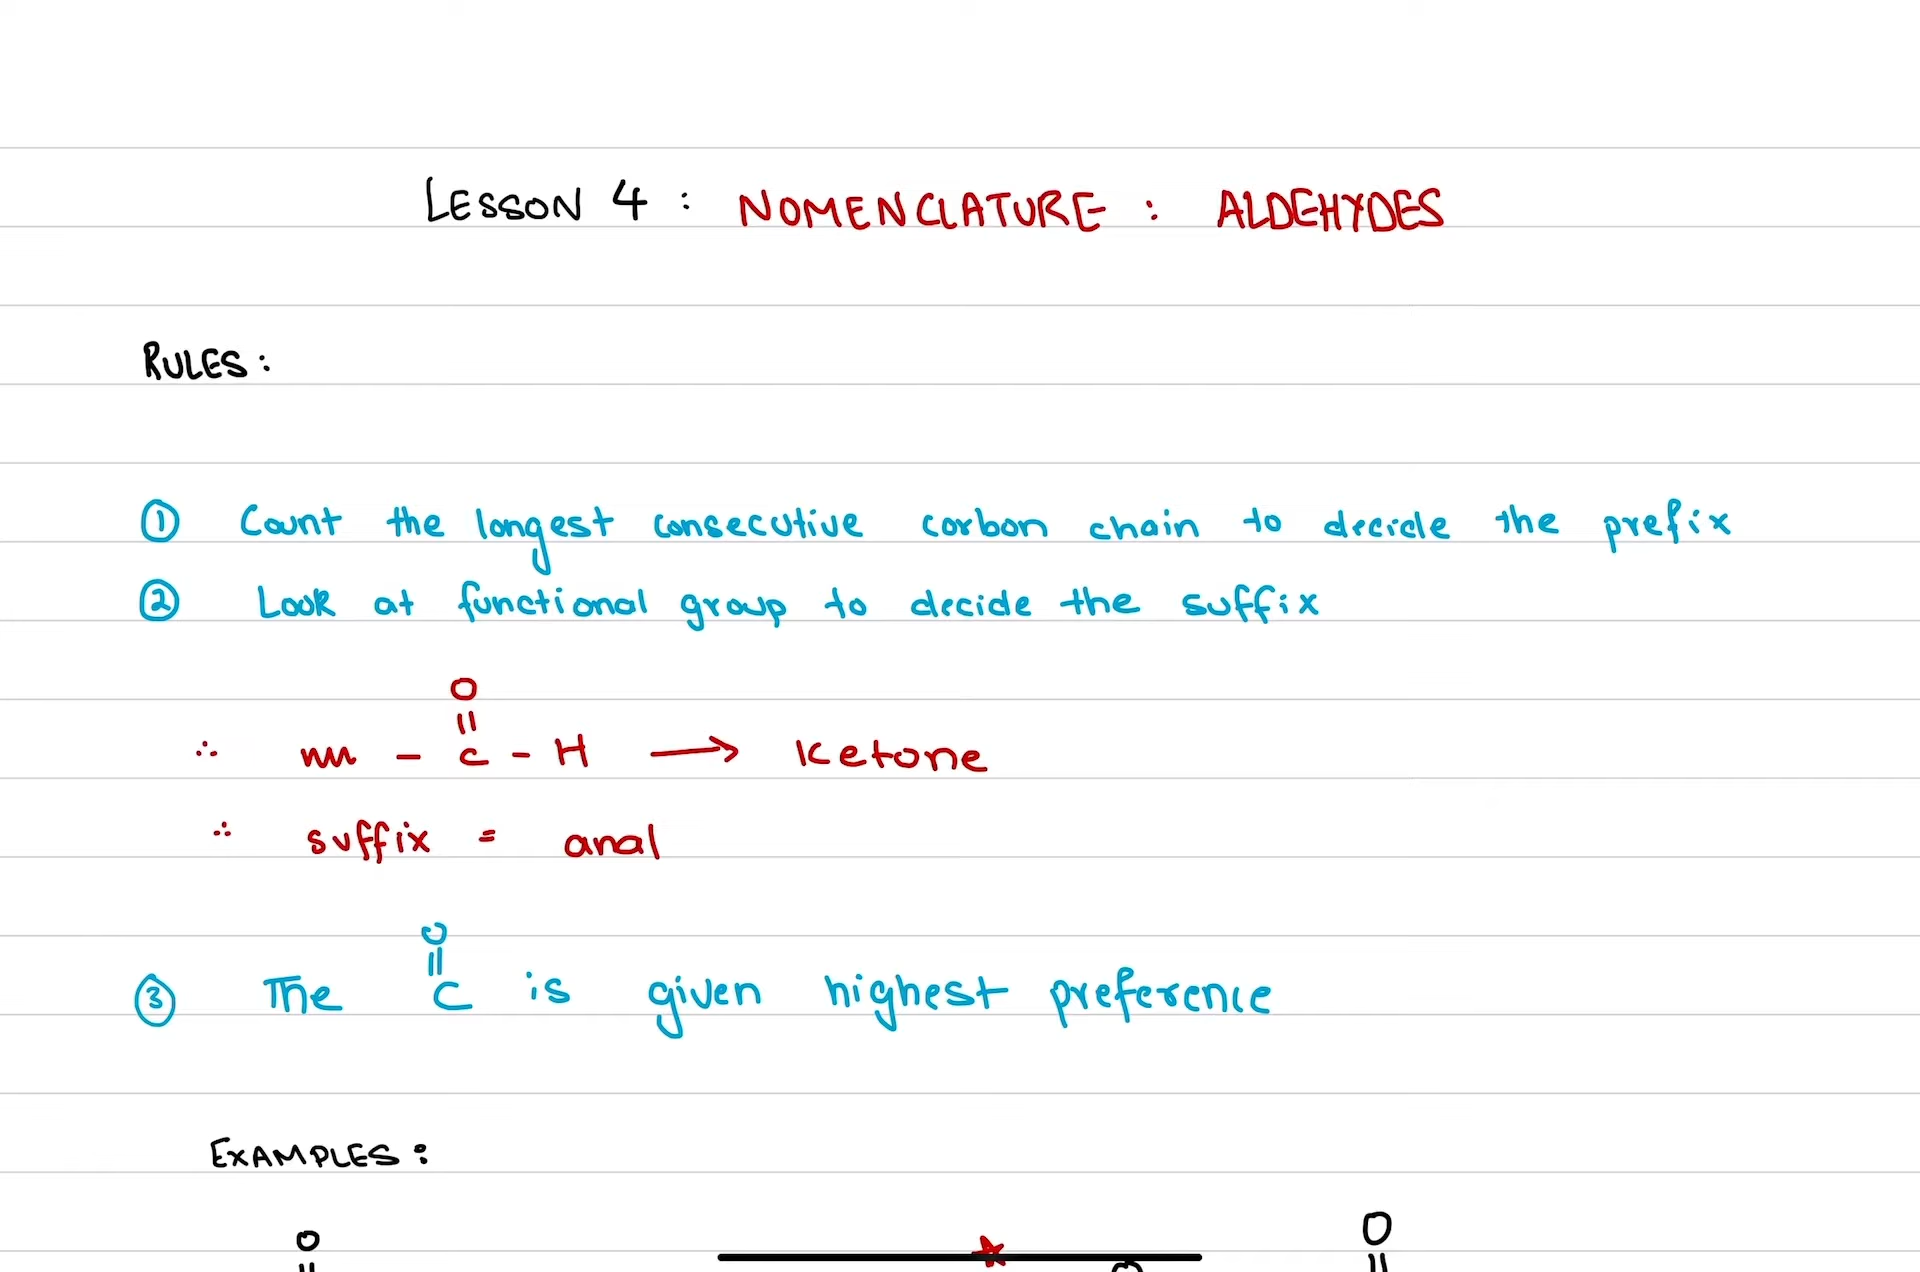 LESSON 4 : NOMENCLATURE : ALDEHYDES
RULES :
① Count the longest consecutive carbon chain to decide the prefix
② Look at functional group to decide the suffix
O
||
∴ - C - H → Ketone
∴ suffix = anal
O
||
③ The C is given highest preference
EXAMPLES :
O O
|| O ||